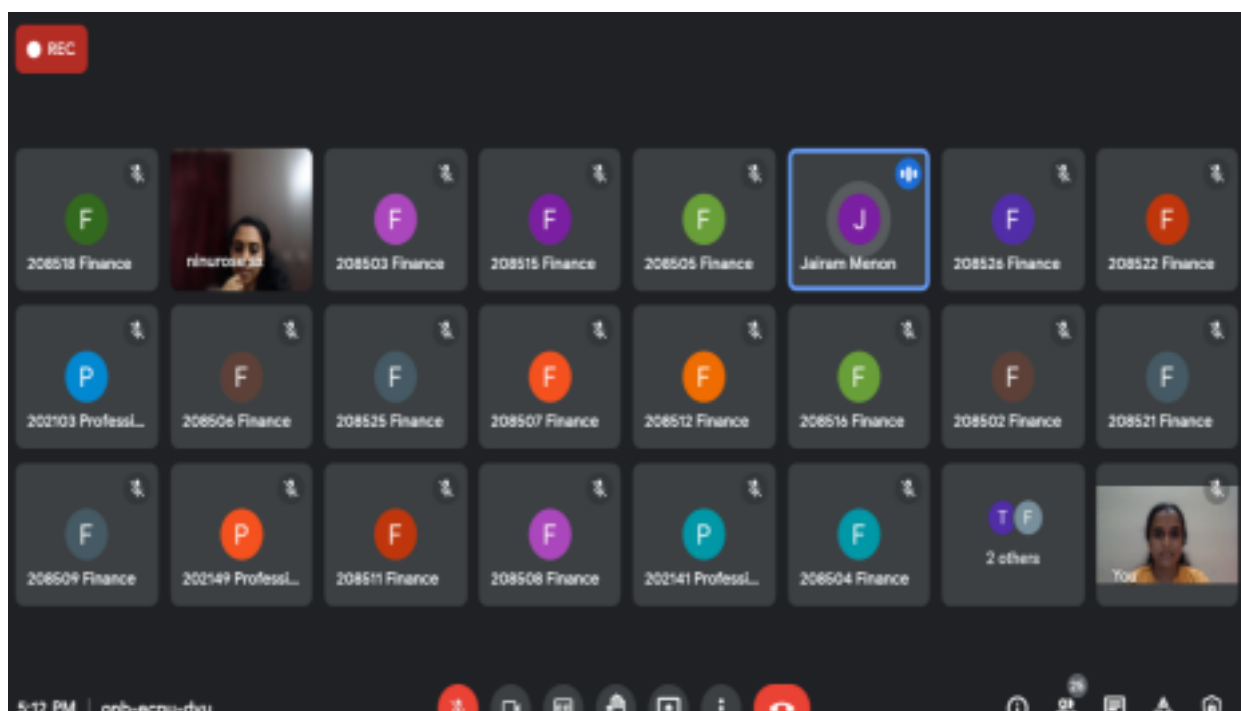 REC
F F F F J F F
208518 Finance ninurose 208503 Finance 208515 Finance 208505 Finance Jairam Menon 208526 Finance 208522 Finance
P F F F F F F F
202103 Professi... 208506 Finance 208525 Finance 208507 Finance 208512 Finance 208516 Finance 208502 Finance 208521 Finance
F P F F P F T F
2 others
208509 Finance 202149 Professi... 208511 Finance 208508 Finance 202141 Professi... 208504 Finance You
5:12 PM